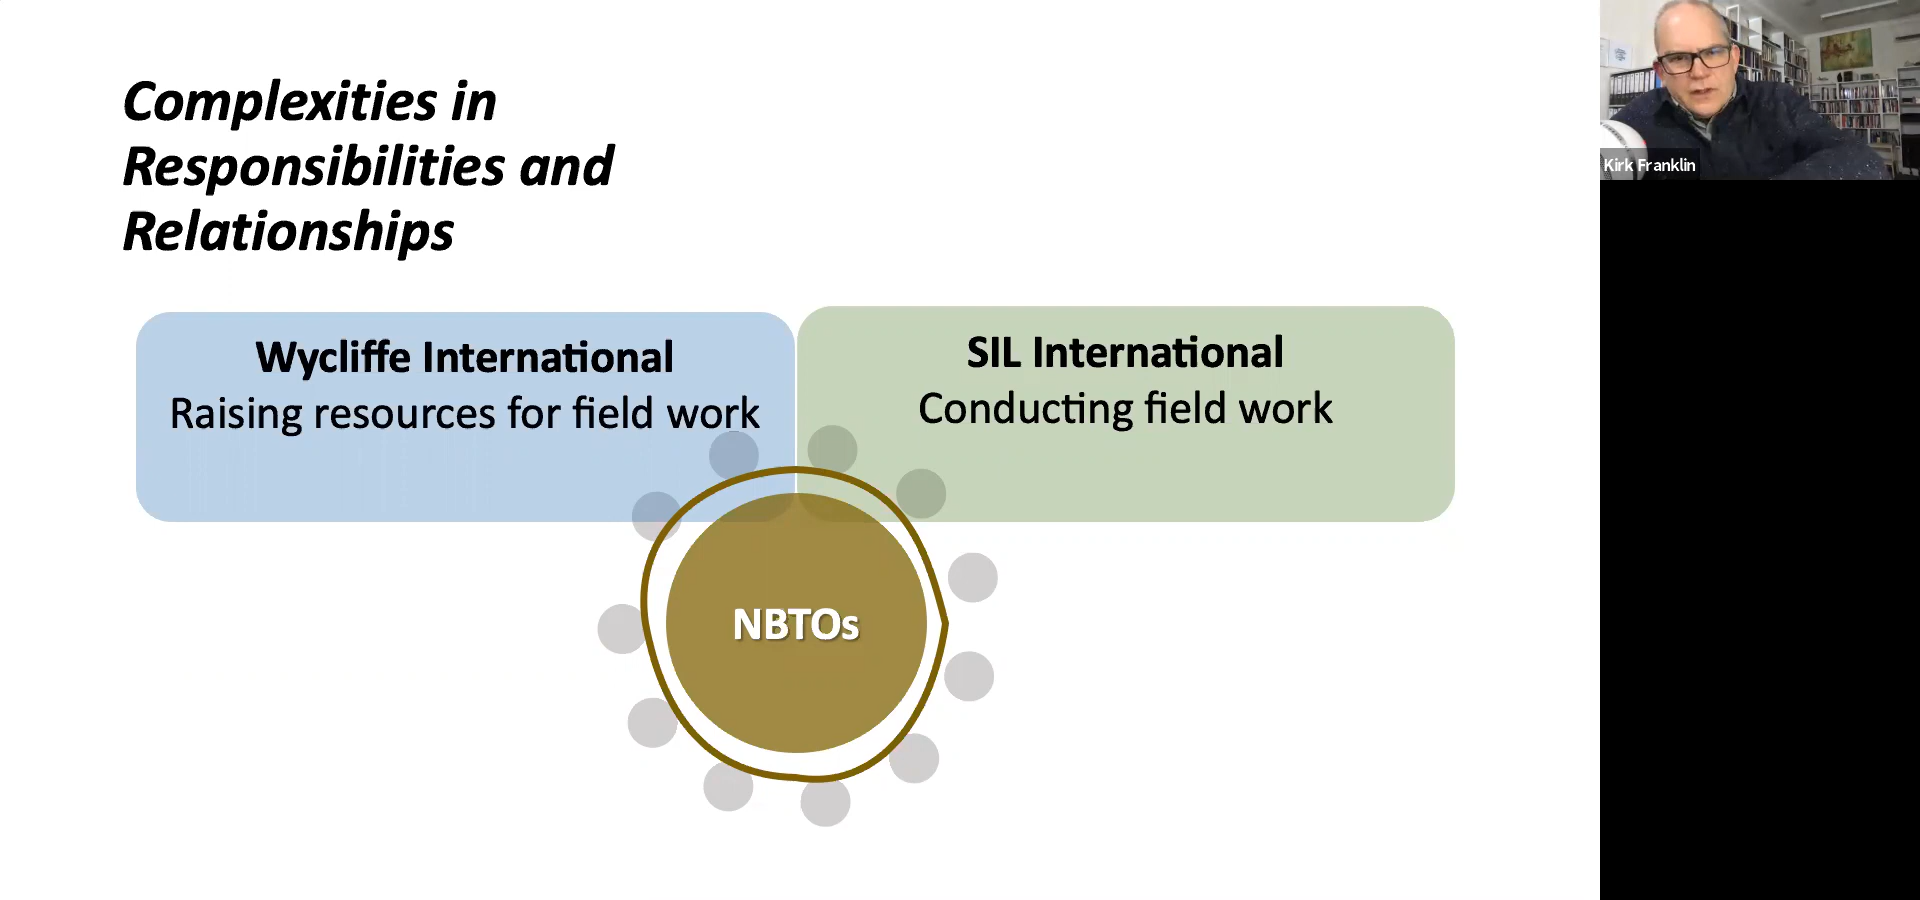 Complexities in
Responsibilities and
Relationships
Wycliffe International
Raising resources for field work
SIL International
Conducting field work
NBTOs
Kirk Franklin